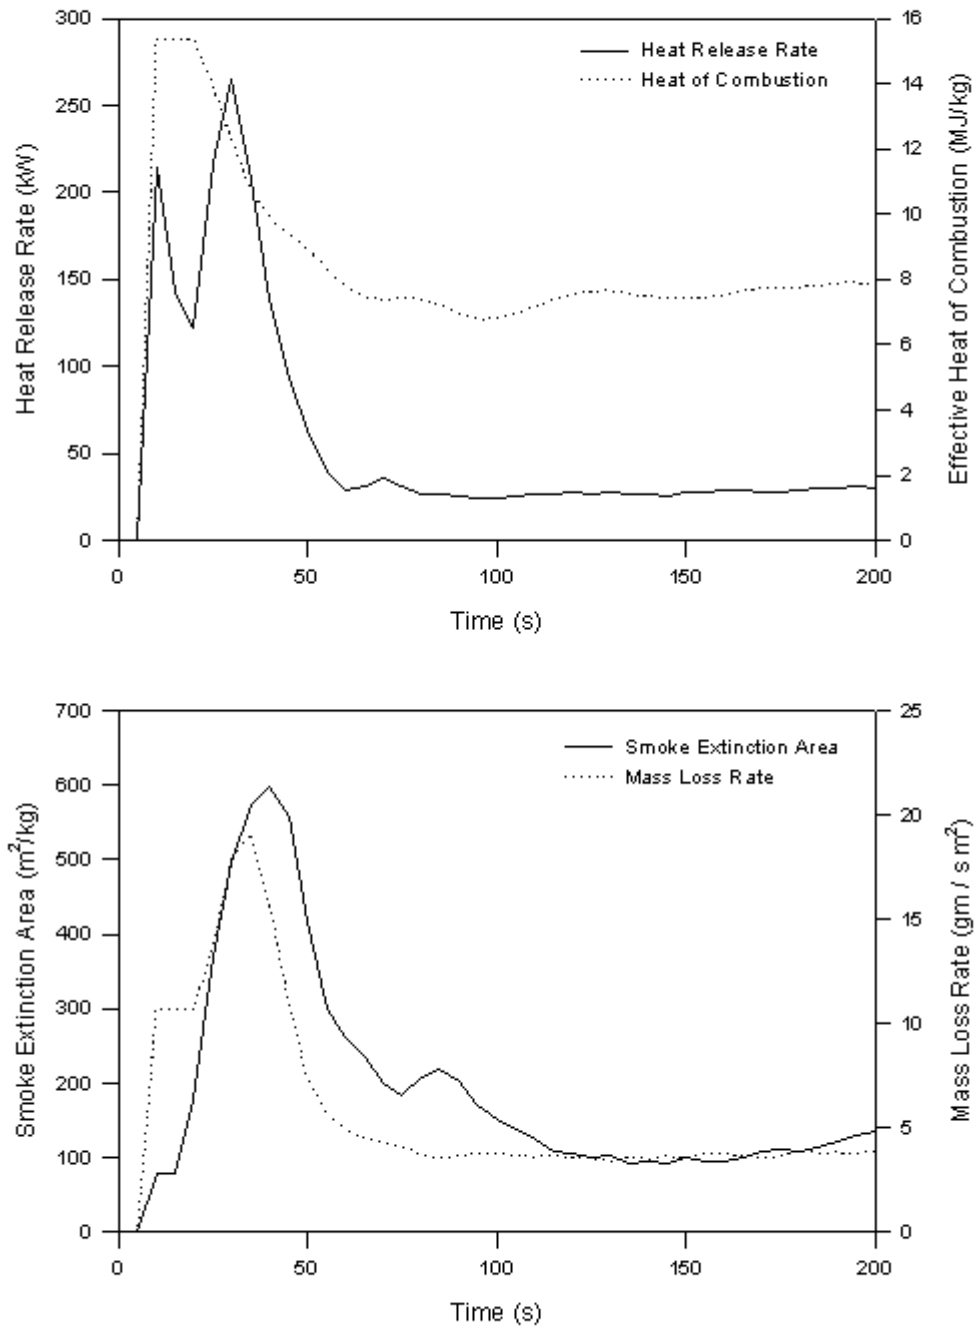 300
250
200
150
100
50
0
Heat Release Rate (kW)
Heat Release Rate
Heat of Combustion
16
14
12
10
8
6
4
2
0
Effective Heat of Combustion (MJ/kg)
0 50 100 150 200
Time (s)
700
600
500
400
300
200
100
0
Smoke Extinction Area (m²/kg)
Smoke Extinction Area
Mass Loss Rate
25
20
15
10
5
0
Mass Loss Rate (gm / s m²)
0 50 100 150 200
Time (s)